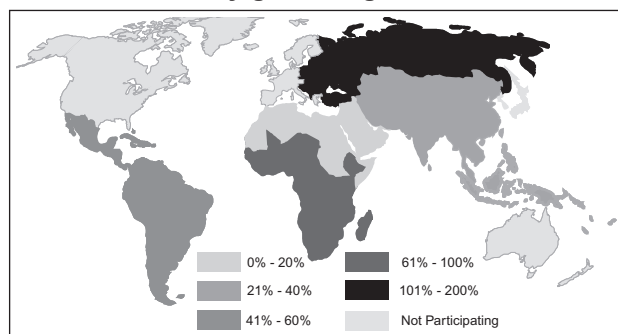 0% - 20%
61% - 100%
21% - 40%
101% - 200%
41% - 60%
Not Participating